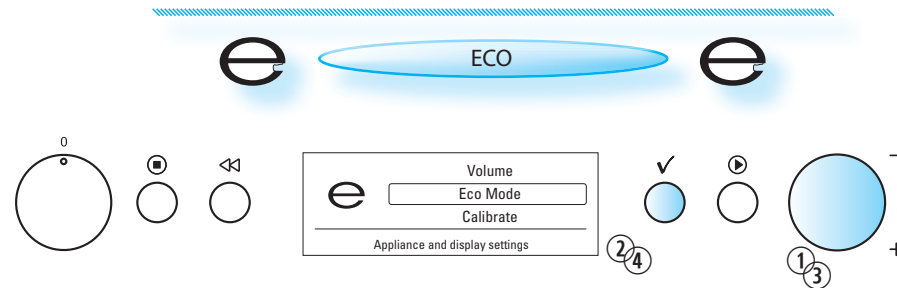 ECO
0
Volume
Eco Mode
Calibrate
Appliance and display settings
−
+
2
4
1
3